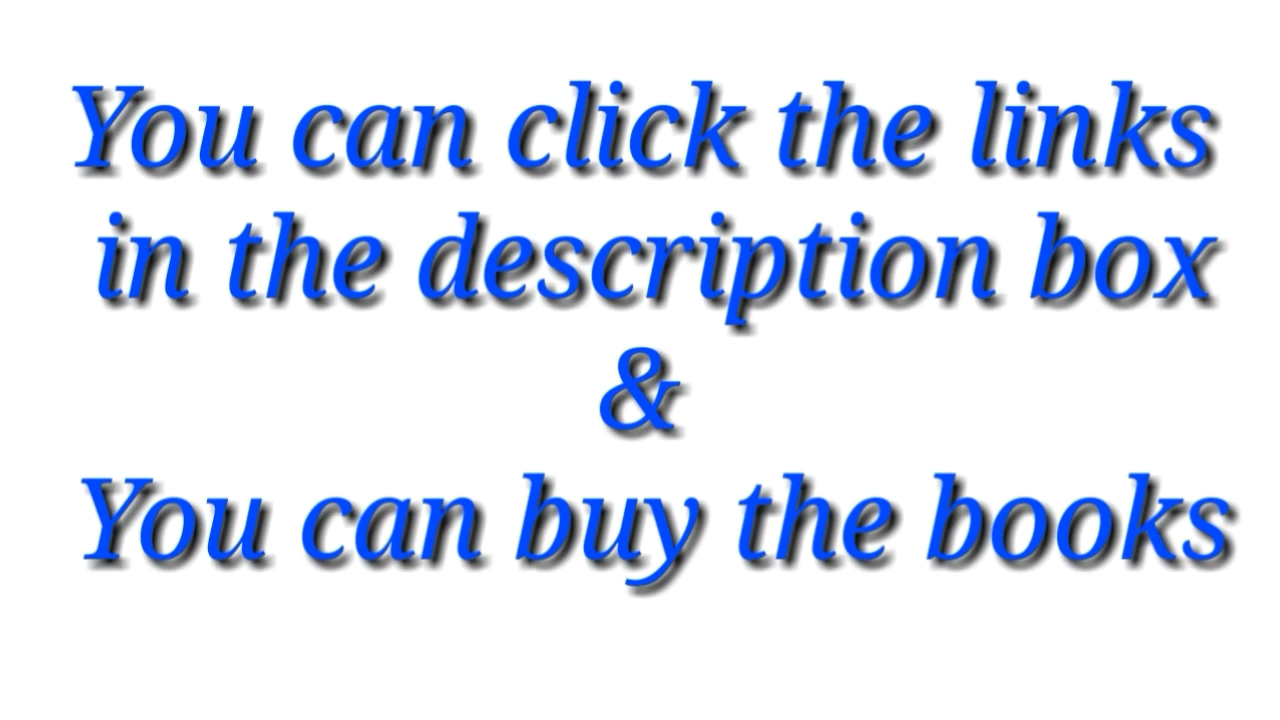 You can click the links
in the description box
&
You can buy the books